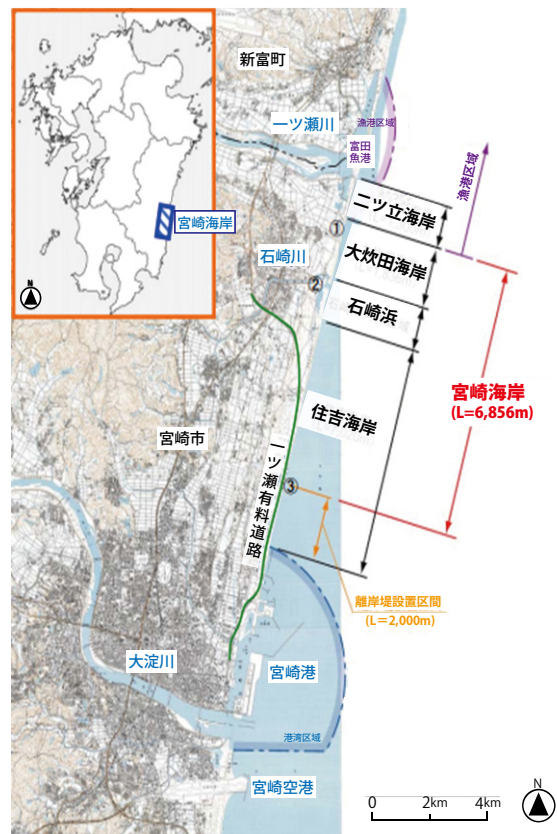 新富町
一ツ瀬川
漁港区域
富田
魚港
漁港区域
二ツ立海岸
宮崎海岸
①
大炊田海岸
石崎川
②
石崎浜
N
宮崎海岸
(L=6,856m)
住吉海岸
宮崎市
一ツ瀬有料道路
③
離岸堤設置区間
(L=2,000m)
大淀川
宮崎港
港湾区域
宮崎空港
N
0 2km 4km